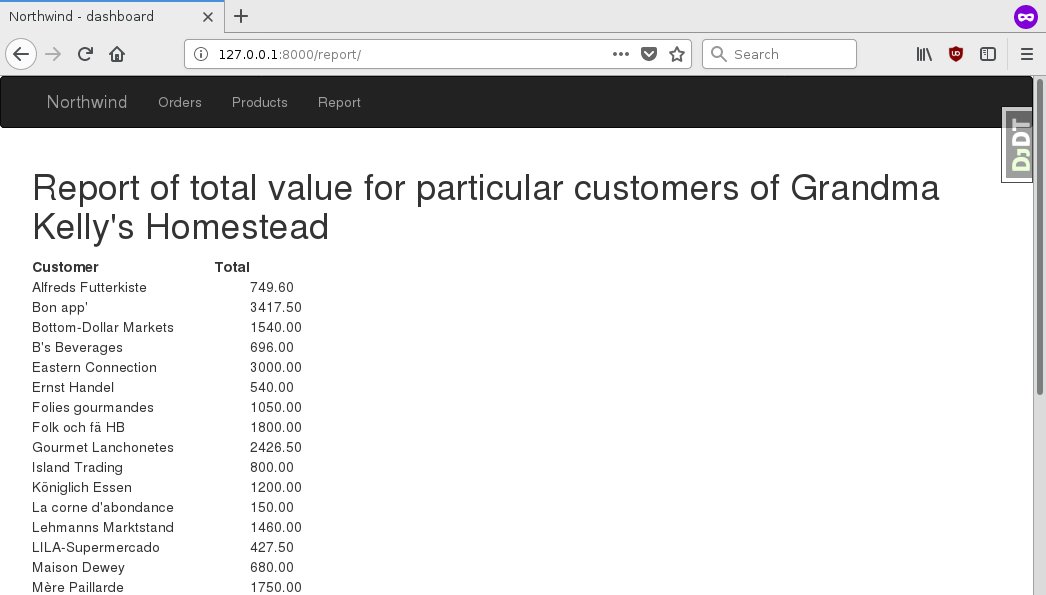 Northwind - dashboard
127.0.0.1:8000/report/
Search
Northwind Orders Products Report
DjDT
Report of total value for particular customers of Grandma
Kelly's Homestead
Customer Total
Alfreds Futterkiste 749.60
Bon app' 3417.50
Bottom-Dollar Markets 1540.00
B's Beverages 696.00
Eastern Connection 3000.00
Ernst Handel 540.00
Folies gourmandes 1050.00
Folk och fä HB 1800.00
Gourmet Lanchonetes 2426.50
Island Trading 800.00
Königlich Essen 1200.00
La corne d'abondance 150.00
Lehmanns Marktstand 1460.00
LILA-Supermercado 427.50
Maison Dewey 680.00
Mère Paillarde 1750.00